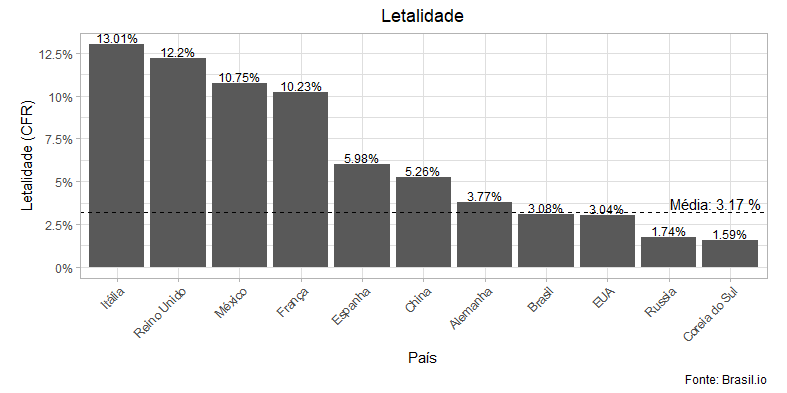 Letalidade
13.01%
12.2%
10.75%
10.23%
5.98%
5.26%
3.77%
3.08%
3.04%
1.74%
1.59%
Média: 3.17 %
12.5%
10%
7.5%
5%
2.5%
0%
Letalidade (CFR)
Itália
Reino Unido
México
França
Espanha
China
Alemanha
Brasil
EUA
Russia
Coreia do Sul
País
Fonte: Brasil.io